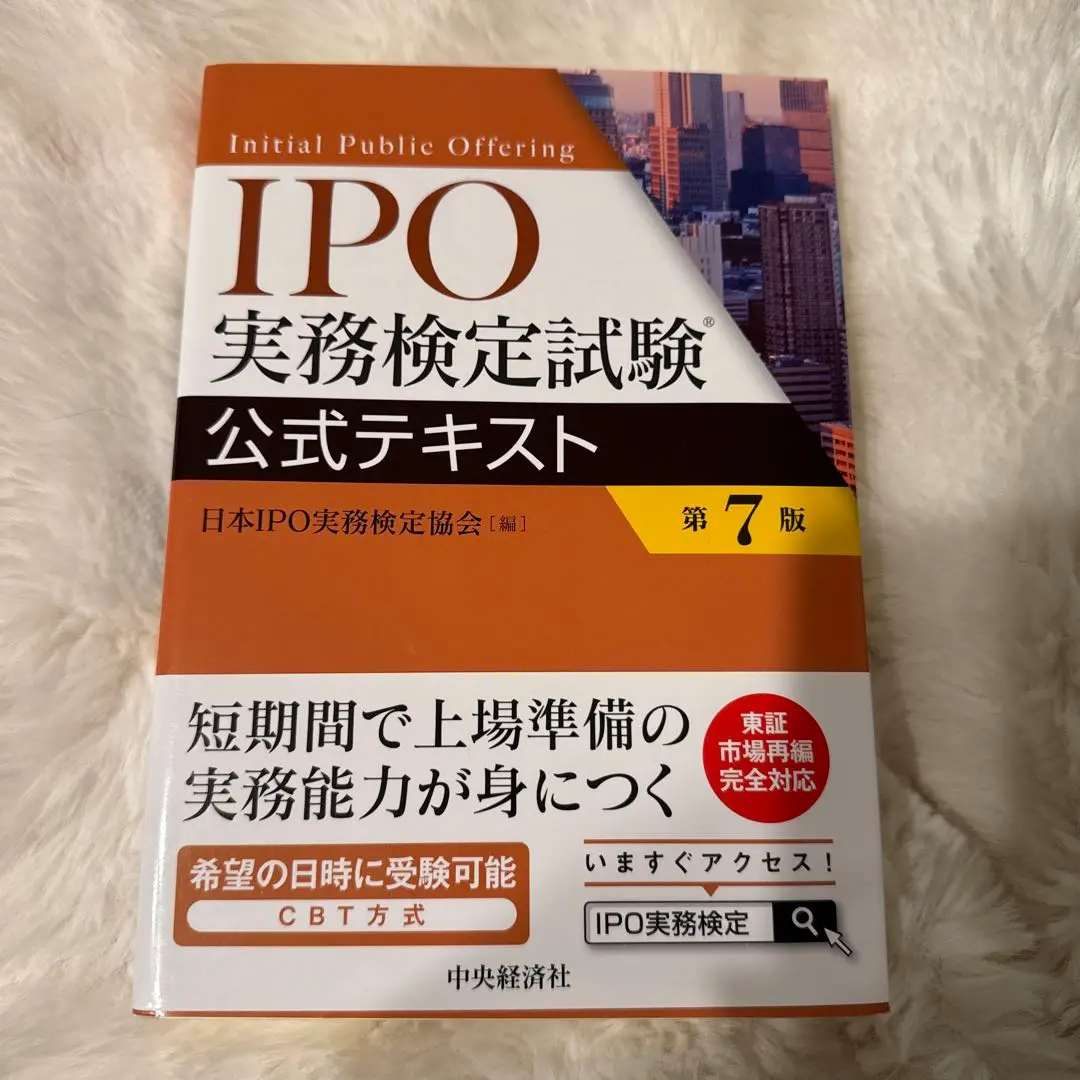 Initial Public Offering
IPO
実務検定試験®
公式テキスト
日本IPO実務検定協会[編]
第7版
短期間で上場準備の
実務能力が身につく
東証
市場再編
完全対応
希望の日時に受験可能
CBT方式
いますぐアクセス!
IPO実務検定
中央経済社